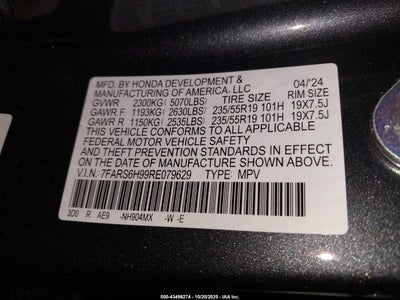 MFD. BY HONDA DEVELOPMENT &
MANUFACTURING OF AMERICA, LLC 04/24
GVWR 2300KG ( 5070LBS) TIRE SIZE RIM SIZE
GAWR F 1193KG ( 2630LBS) 235/55R19 101H 19X7.5J
GAWR R 1150KG ( 2535LBS) 235/55R19 101H 19X7.5J
THIS VEHICLE CONFORMS TO ALL APPLICABLE
FEDERAL MOTOR VEHICLE SAFETY
AND THEFT PREVENTION STANDARDS IN EFFECT ON
THE DATE OF MANUFACTURE SHOWN ABOVE.
V.I.N.: 7FARS6H99RE079629 TYPE: MPV
3D0 R AE9 -NH904MX -W -E
000-43498274 - 10/20/2025 - IAA Inc.